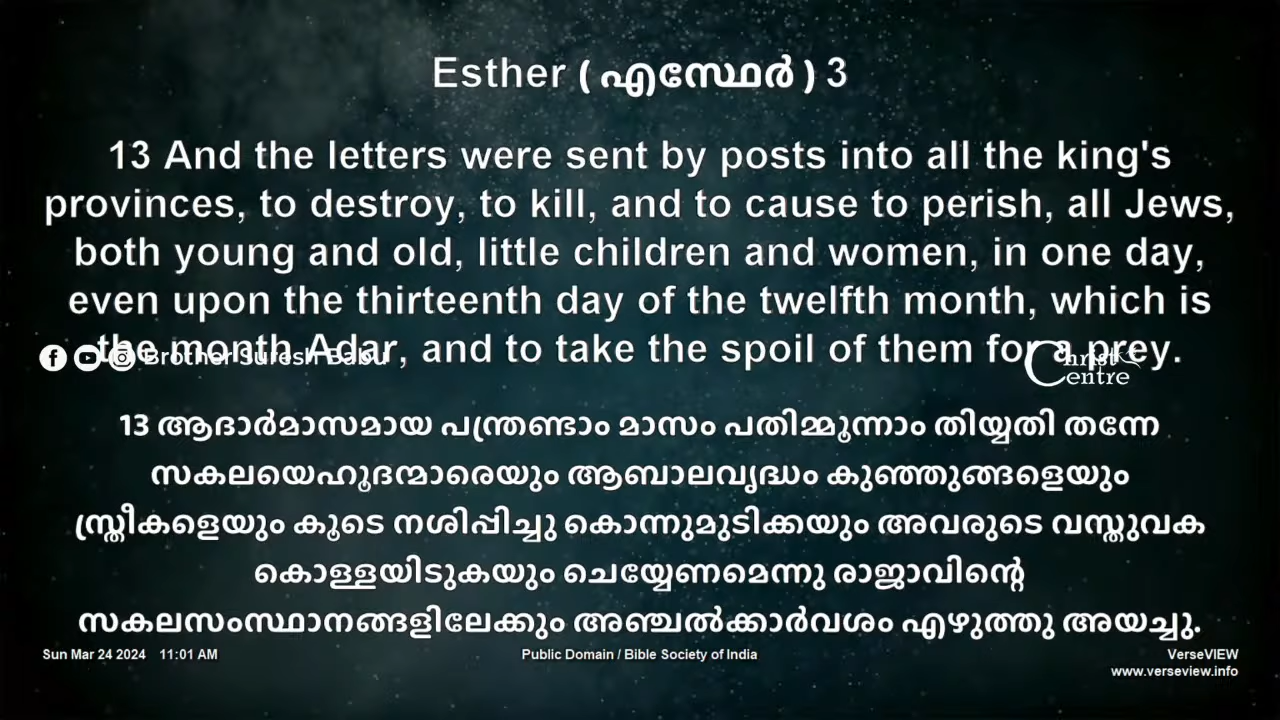 Esther ( എസ്ഥേർ ) 3
13 And the letters were sent by posts into all the king's
provinces, to destroy, to kill, and to cause to perish, all Jews,
both young and old, little children and women, in one day,
even upon the thirteenth day of the twelfth month, which is
the month Adar, and to take the spoil of them for a prey.
Brother Suresh Babu
Christ
Centre
13 ആദാർമാസമായ പന്ത്രണ്ടാം മാസം പതിമ്മൂന്നാം തിയ്യതി തന്നേ
സകലയെഹൂദന്മാരെയും ആബാലവൃദ്ധം കുഞ്ഞുങ്ങളെയും
സ്ത്രീകളെയും കൂടെ നശിപ്പിച്ചു കൊന്നുമുടിക്കയും അവരുടെ വസ്തുവക
കൊള്ളയിടുകയും ചെയ്യേണമെന്നു രാജാവിന്റെ
സകലസംസ്ഥാനങ്ങളിലേക്കും അഞ്ചൽക്കാർവശം എഴുത്തു അയച്ചു.
Sun Mar 24 2024 11:01 AM
Public Domain / Bible Society of India
VerseVIEW
www.verseview.info